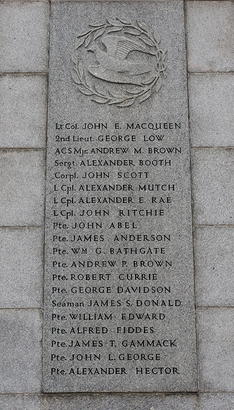 Lt Col. JOHN E. MACQUEEN
2nd Lieut. GEORGE LOW
ACS Mjr. ANDREW M. BROWN
Sergt. ALEXANDER BOOTH
Corpl. JOHN SCOTT
L Cpl. ALEXANDER MUTCH
L Cpl. ALEXANDER E. RAE
L Cpl. JOHN RITCHIE
Pte. JOHN ABEL
Pte. JAMES ANDERSON
Pte. WM G. BATHGATE
Pte. ANDREW P. BROWN
Pte. ROBERT CURRIE
Pte. GEORGE DAVIDSON
Seaman JAMES S. DONALD
Pte. WILLIAM EDWARD
Pte. ALFRED FIDDES
Pte. JAMES T. GAMMACK
Pte. JOHN L. GEORGE
Pte. ALEXANDER HECTOR